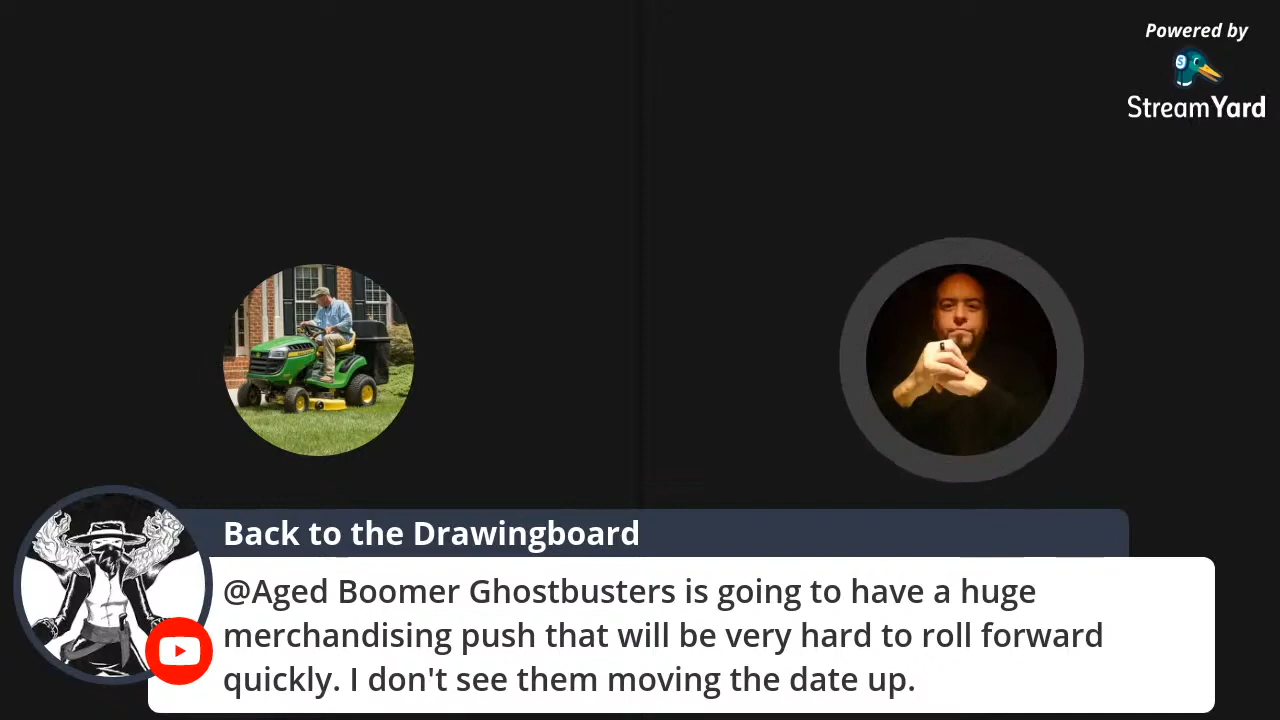 Powered by
StreamYard
Back to the Drawingboard
@Aged Boomer Ghostbusters is going to have a huge
merchandising push that will be very hard to roll forward
quickly. I don't see them moving the date up.